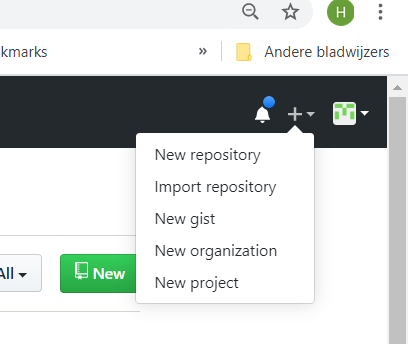 H
kmarks
»
Andere bladwijzers
New repository
Import repository
New gist
New organization
New project
All
New